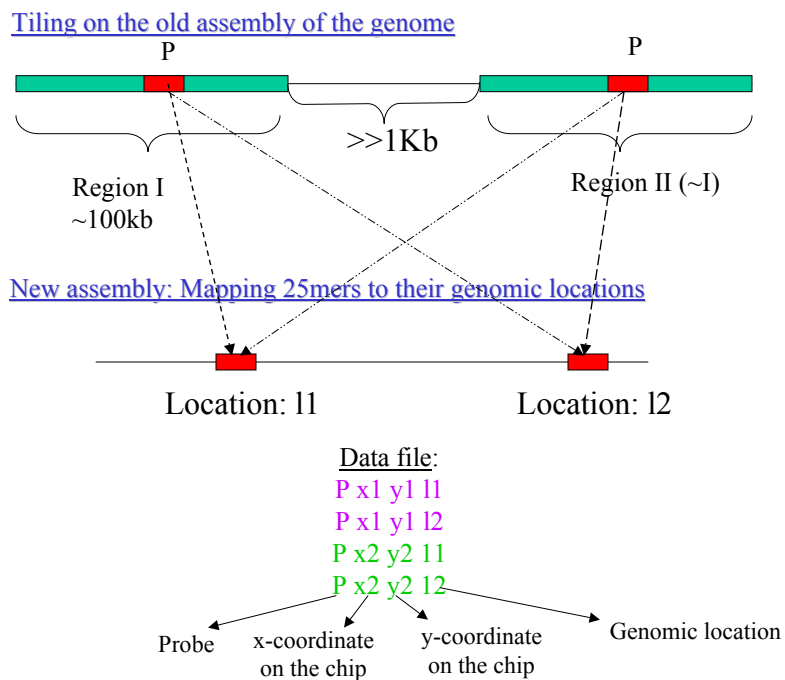 Tiling on the old assembly of the genome
P
P
>>1Kb
Region I
~100kb
Region II (~I)
New assembly: Mapping 25mers to their genomic locations
Location: l1
Location: l2
Data file:
P x1 y1 l1
P x1 y1 l2
P x2 y2 l1
P x2 y2 l2
Probe
x-coordinate
on the chip
y-coordinate
on the chip
Genomic location